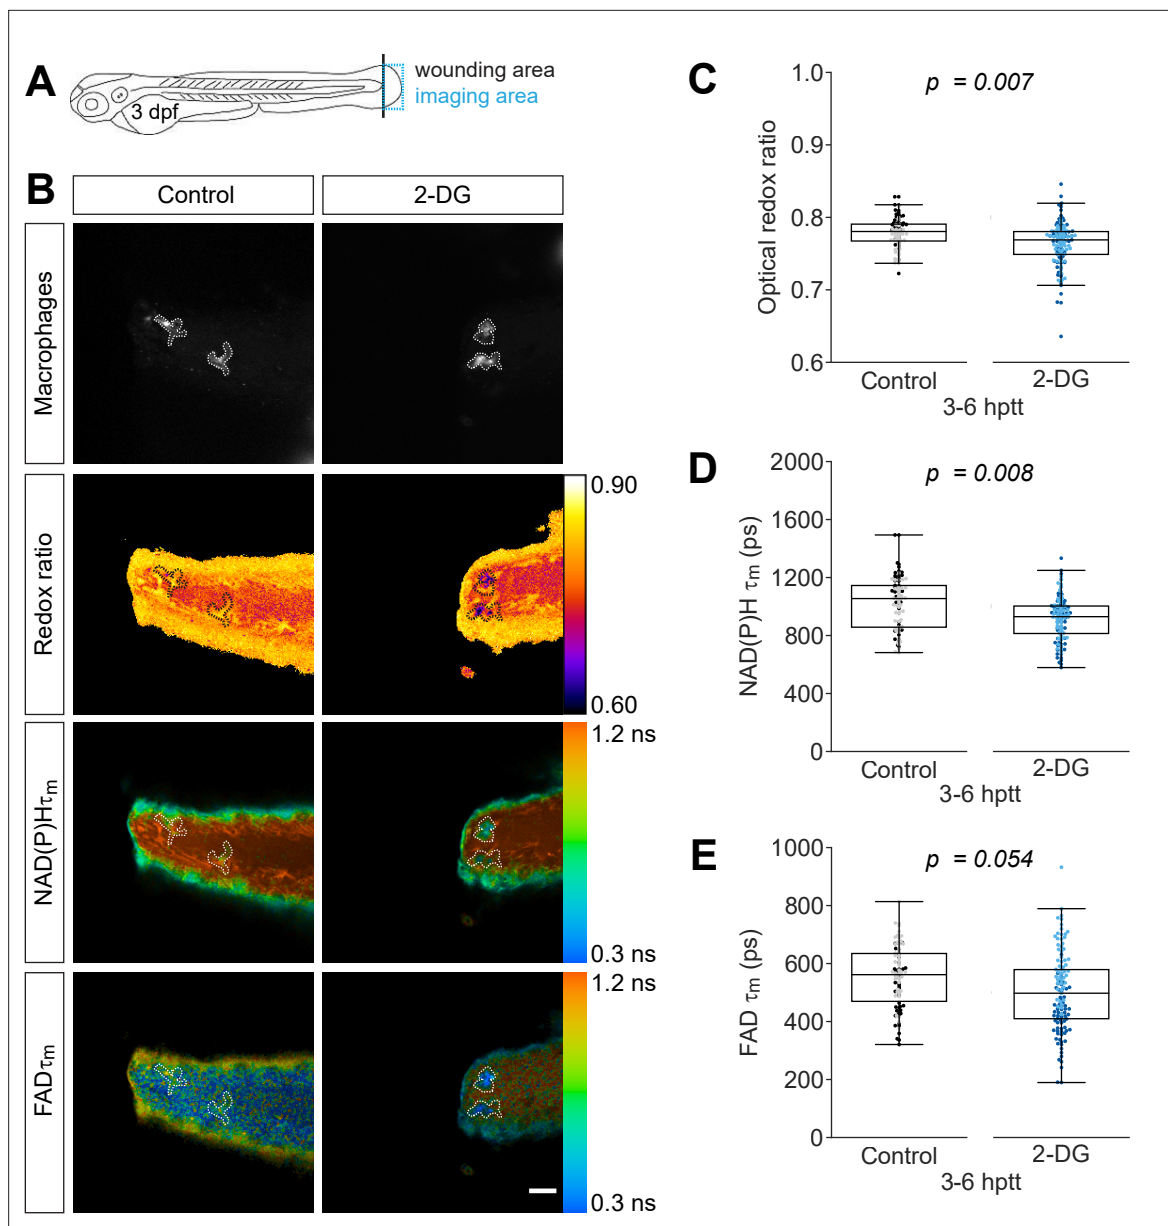 A
wounding area
imaging area
3 dpf
B
Control
2-DG
Macrophages
Redox ratio
0.90
0.60
NAD(P)Hτm
1.2 ns
0.3 ns
FADτm
1.2 ns
0.3 ns
C
p = 0.007
Optical redox ratio
1.0
0.9
0.8
0.7
0.6
Control
2-DG
3-6 hptt
D
p = 0.008
NAD(P)H τm (ps)
2000
1600
1200
800
400
0
Control
2-DG
3-6 hptt
E
p = 0.054
FAD τm (ps)
1000
800
600
400
200
0
Control
2-DG
3-6 hptt